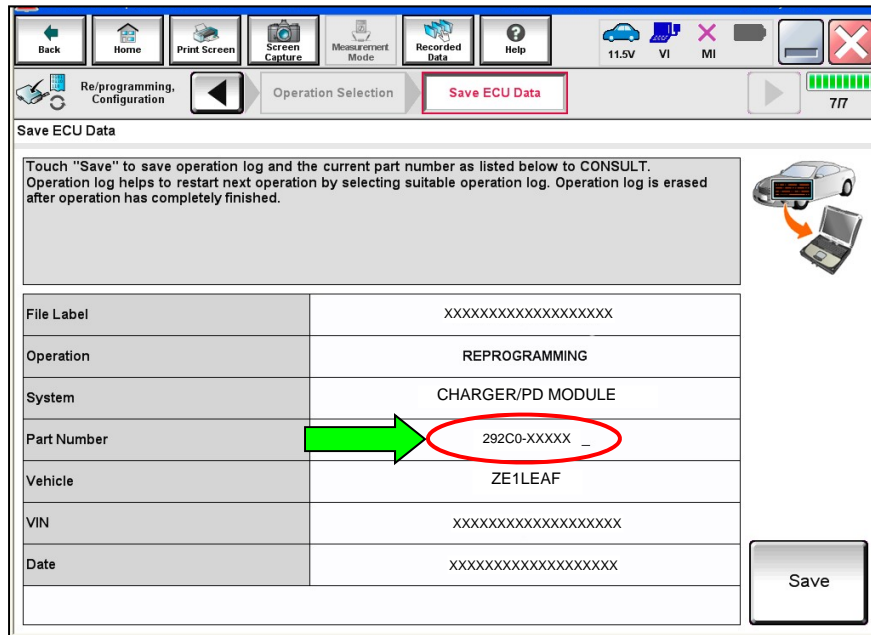 Back
Home
Print Screen
Screen
Capture
Measurement
Mode
Recorded
Data
Help
11.5V
VI
MI
Re/programming,
Configuration
Operation Selection
Save ECU Data
7/7
Save ECU Data
Touch "Save" to save operation log and the current part number as listed below to CONSULT.
Operation log helps to restart next operation by selecting suitable operation log. Operation log is erased
after operation has completely finished.
File Label
XXXXXXXXXXXXXXXXXXX
Operation
REPROGRAMMING
System
CHARGER/PD MODULE
Part Number
292C0-XXXXX _
Vehicle
ZE1LEAF
VIN
XXXXXXXXXXXXXXXXXXX
Date
XXXXXXXXXXXXXXXXXXX
Save